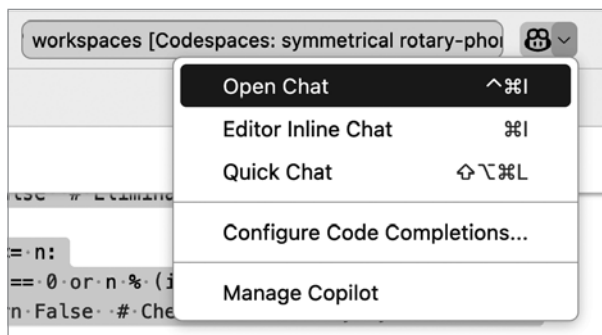 workspaces [Codespaces: symmetrical rotary-pho
Open Chat ^⌘I
Editor Inline Chat ⌘I
Quick Chat ⇧⌥⌘L
Configure Code Completions...
= n:
== 0 or n % (i
Manage Copilot
n False # Che